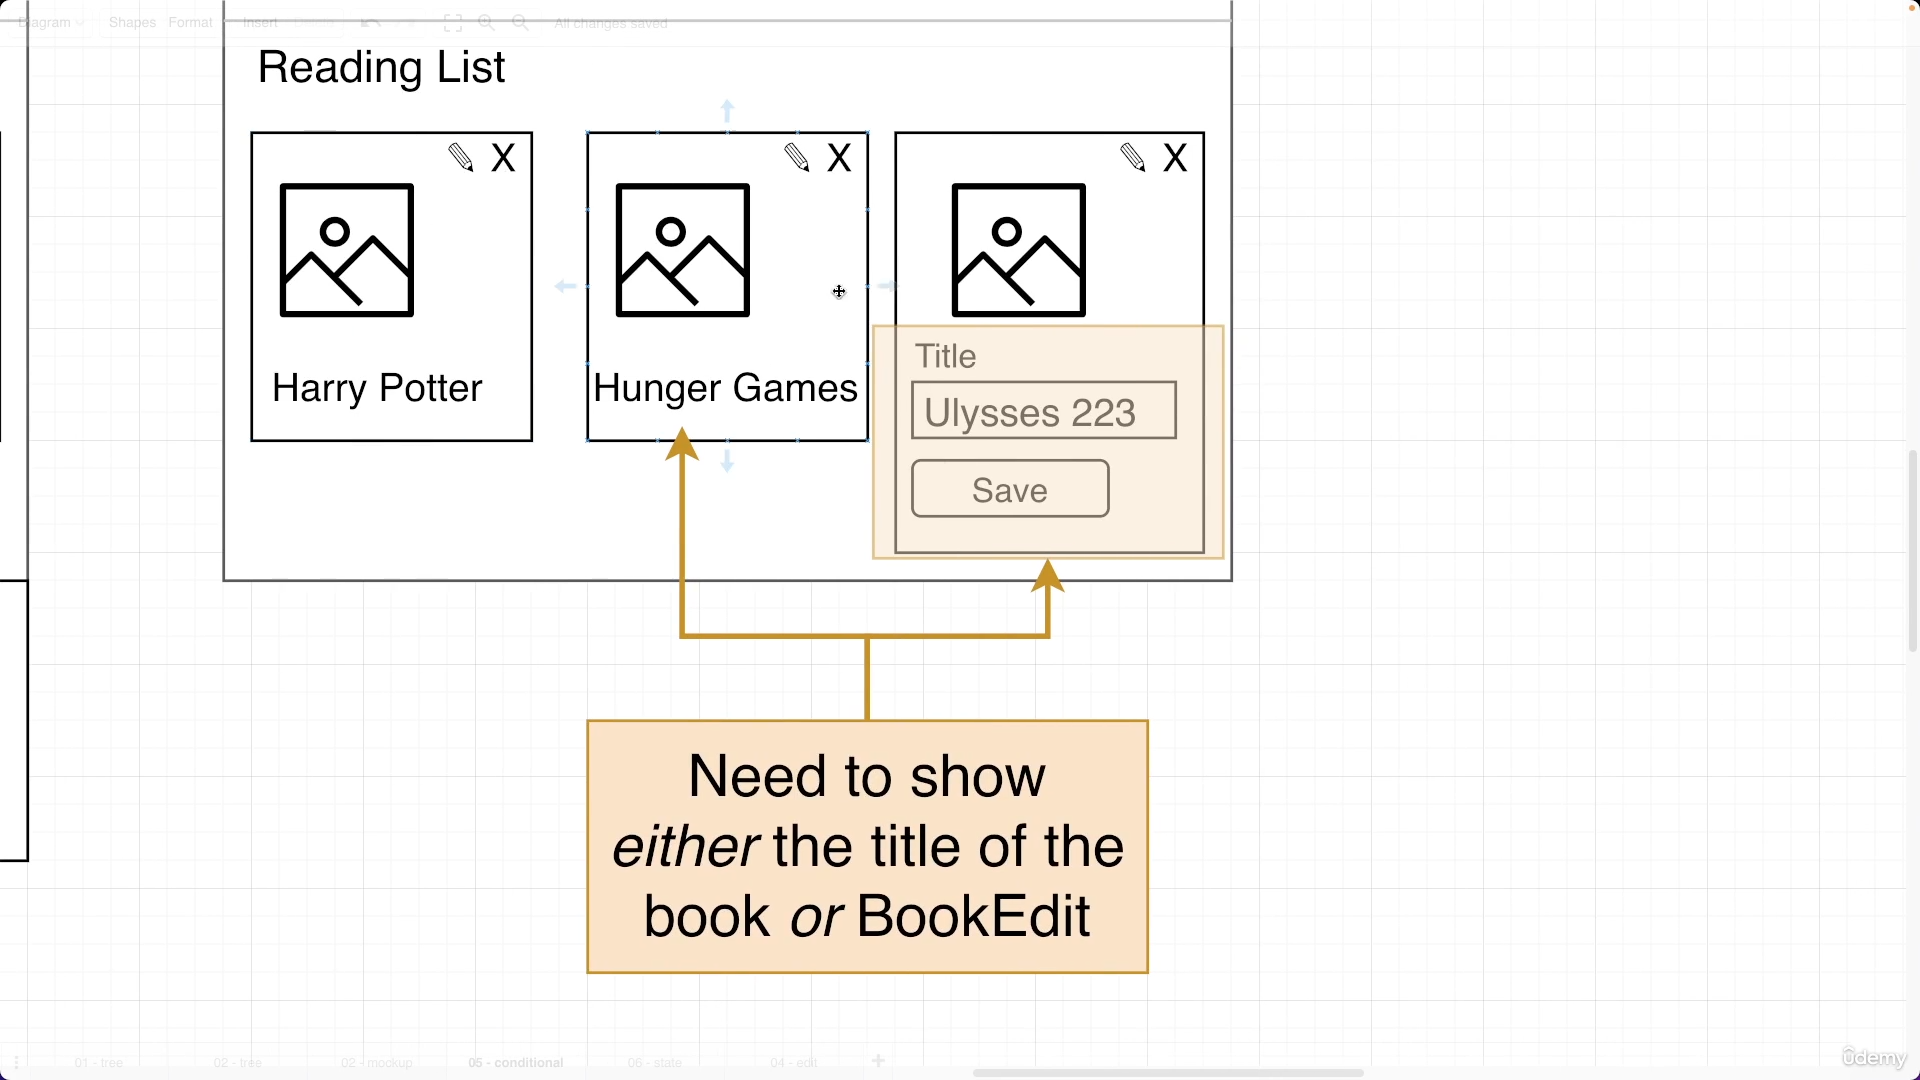 Diagram Shapes Format Insert Delete All changes saved
Reading List
X X X
Harry Potter
Hunger Games
Title
Ulysses 223
Save
Need to show
either the title of the
book or BookEdit
01 - tree 02 - tree 02 - mockup 05 - conditional 06 - state 04 - edit
ûdemy